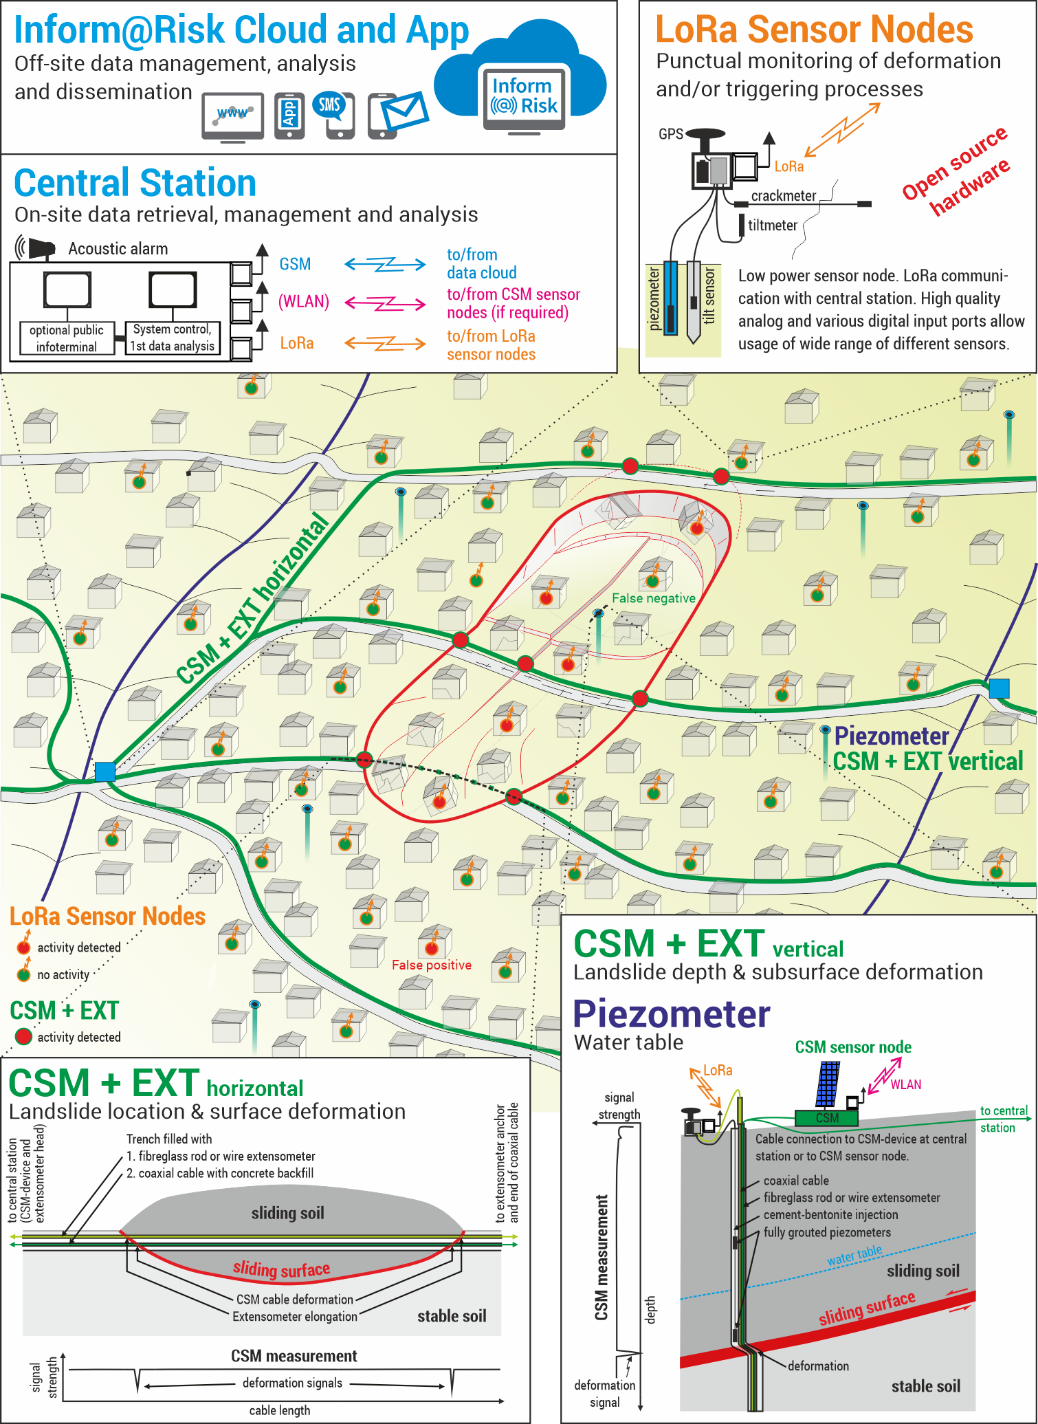 Inform@Risk Cloud and App
Off-site data management, analysis
and dissemination
www
App
SMS
Inform
(@) Risk
Central Station
On-site data retrieval, management and analysis
Acoustic alarm
optional public
infoterminal
System control,
1st data analysis
GSM
to/from
data cloud
(WLAN)
to/from CSM sensor
nodes (if required)
LoRa
to/from LoRa
sensor nodes
LoRa Sensor Nodes
Punctual monitoring of deformation
and/or triggering processes
GPS
LoRa
Open source
hardware
crackmeter
tiltmeter
piezometer
tilt sensor
Low power sensor node. LoRa communi-
cation with central station. High quality
analog and various digital input ports allow
usage of wide range of different sensors.
CSM + EXT horizontal
False negative
Piezometer
CSM + EXT vertical
False positive
LoRa Sensor Nodes
activity detected
no activity
CSM + EXT
activity detected
CSM + EXT horizontal
Landslide location & surface deformation
to central station
(CSM-device and
extensometer head)
Trench filled with
1. fibreglass rod or wire extensometer
2. coaxial cable with concrete backfill
to extensometer anchor
and end of coaxial cable
sliding soil
sliding surface
CSM cable deformation
Extensometer elongation
stable soil
CSM measurement
signal
strength
deformation signals
cable length
CSM + EXT vertical
Landslide depth & subsurface deformation
Piezometer
Water table
CSM sensor node
LoRa
WLAN
signal
strength
CSM
to central
station
Cable connection to CSM-device at central
station or to CSM sensor node.
coaxial cable
fibreglass rod or wire extensometer
cement-bentonite injection
fully grouted piezometers
CSM measurement
depth
water table
sliding soil
sliding surface
deformation
deformation
signal
stable soil